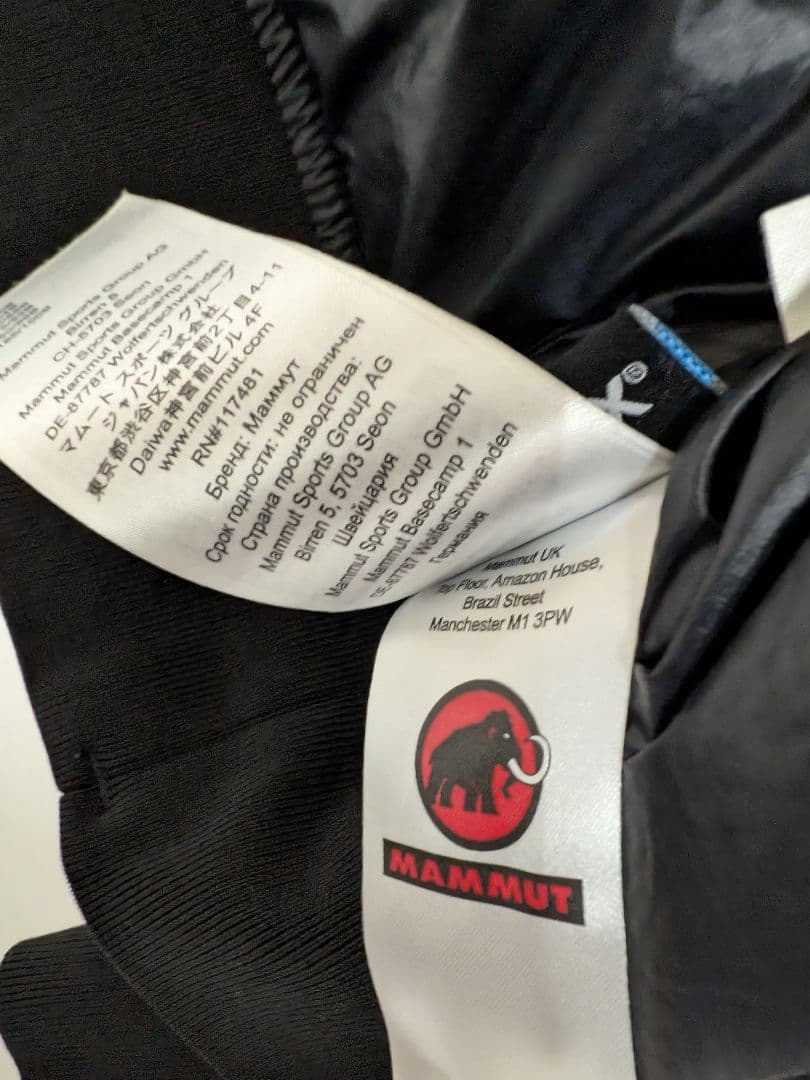 Mammut Sports Group AG
Birren 5
CH-5703 Seon
Mammut Sports Group GmbH
Mammut Basecamp 1
DE-87787 Wolfertschwenden
マムート スポーツ グループ
ジャパン株式会社
東京都渋谷区神宮前2丁目4-11
Daiwa神宮前ビル 4F
www.mammut.com
RN#117481
Бренд: Маммут
Срок годности: не ограничен
Страна производства:
Mammut Sports Group AG
Birren 5, 5703 Seon
Швейцария
Mammut Sports Group GmbH
Mammut Basecamp 1
DE-87787 Wolfertschwenden
Германия
Mammut UK
Top Floor, Amazon House,
Brazil Street
Manchester M1 3PW
MAMMUT
X®